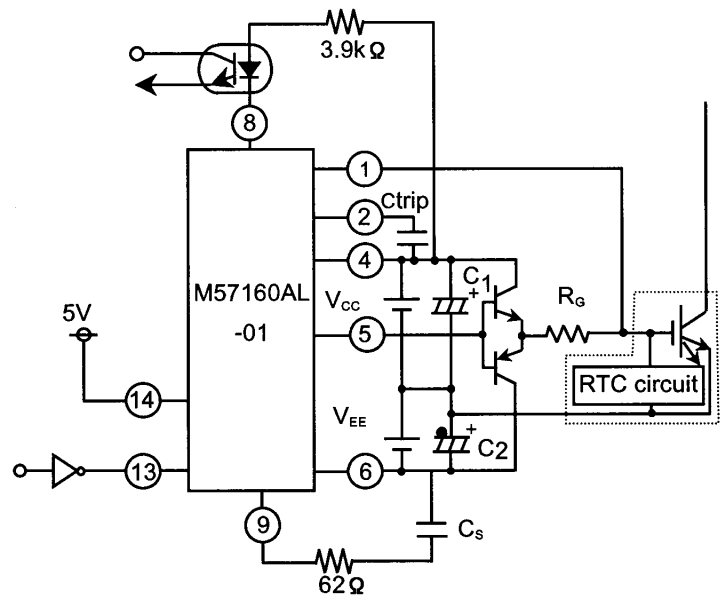 3.9k Ω
8
1
2
Ctrip
4
C1
+
M57160AL
-01
VCC
5
RG
5V
14
RTC circuit
VEE
+
C2
13
6
9
CS
62Ω